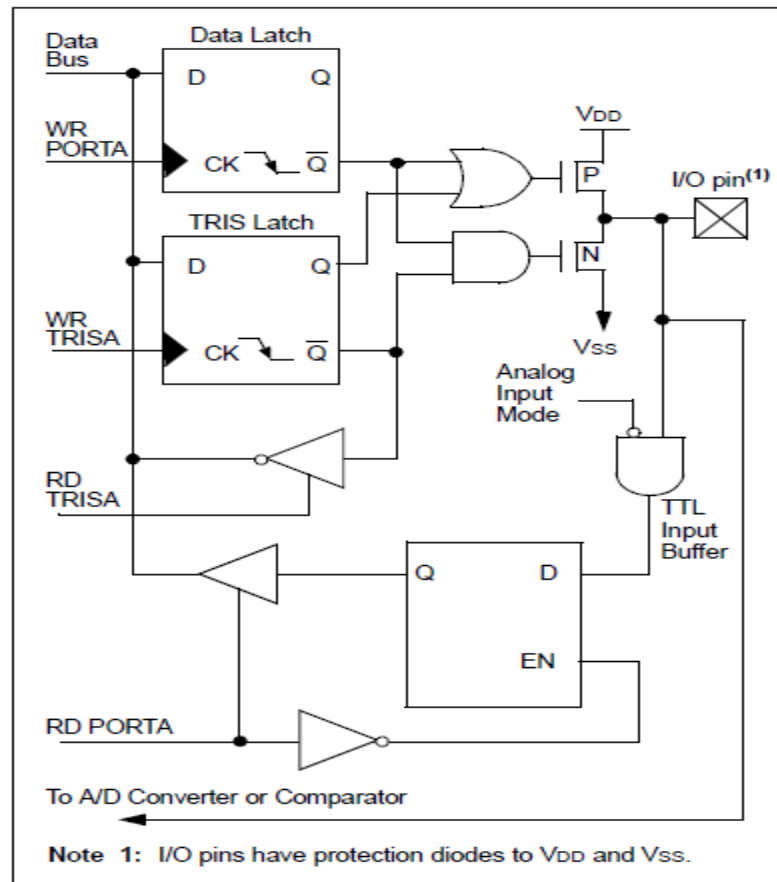 Data
Bus
Data Latch
D
Q
WR
PORTA
CK
Q
VDD
P
I/O pin(1)
TRIS Latch
D
Q
N
WR
TRISA
CK
Q
VSS
Analog
Input
Mode
RD
TRISA
TTL
Input
Buffer
Q
D
EN
RD PORTA
To A/D Converter or Comparator
Note 1: I/O pins have protection diodes to VDD and VSS.